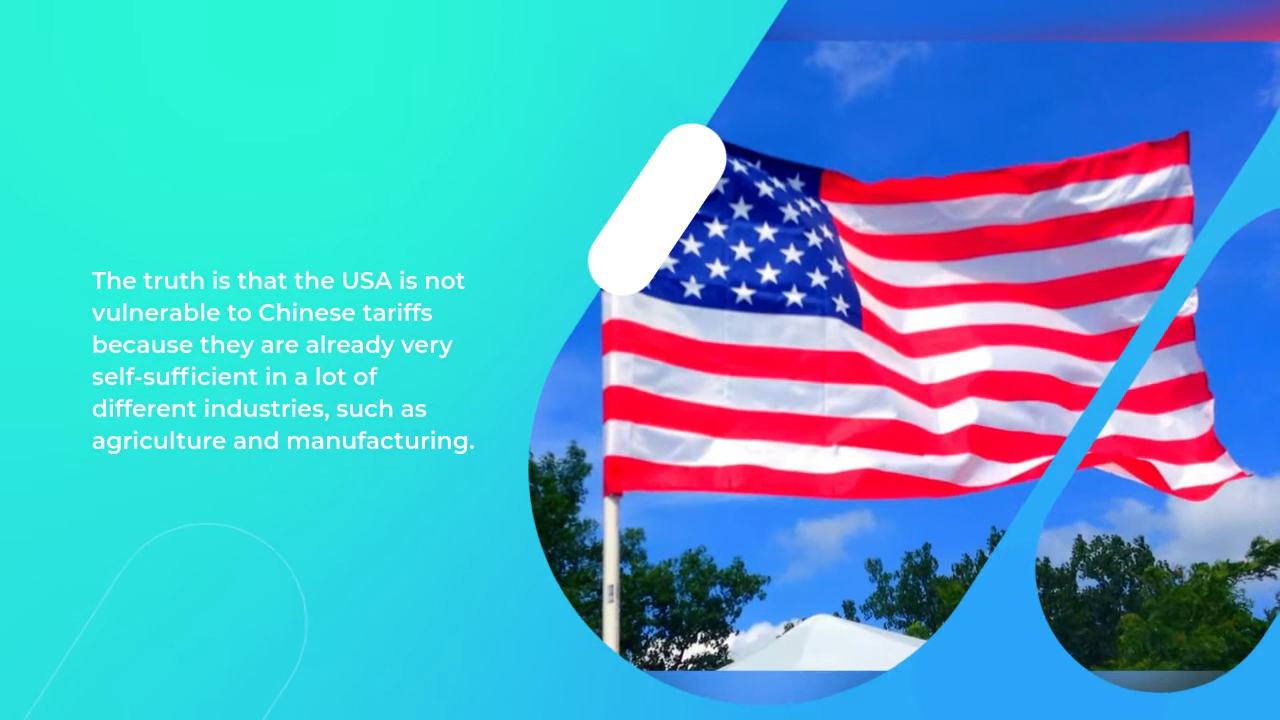 The truth is that the USA is not
vulnerable to Chinese tariffs
because they are already very
self-sufficient in a lot of
different industries, such as
agriculture and manufacturing.